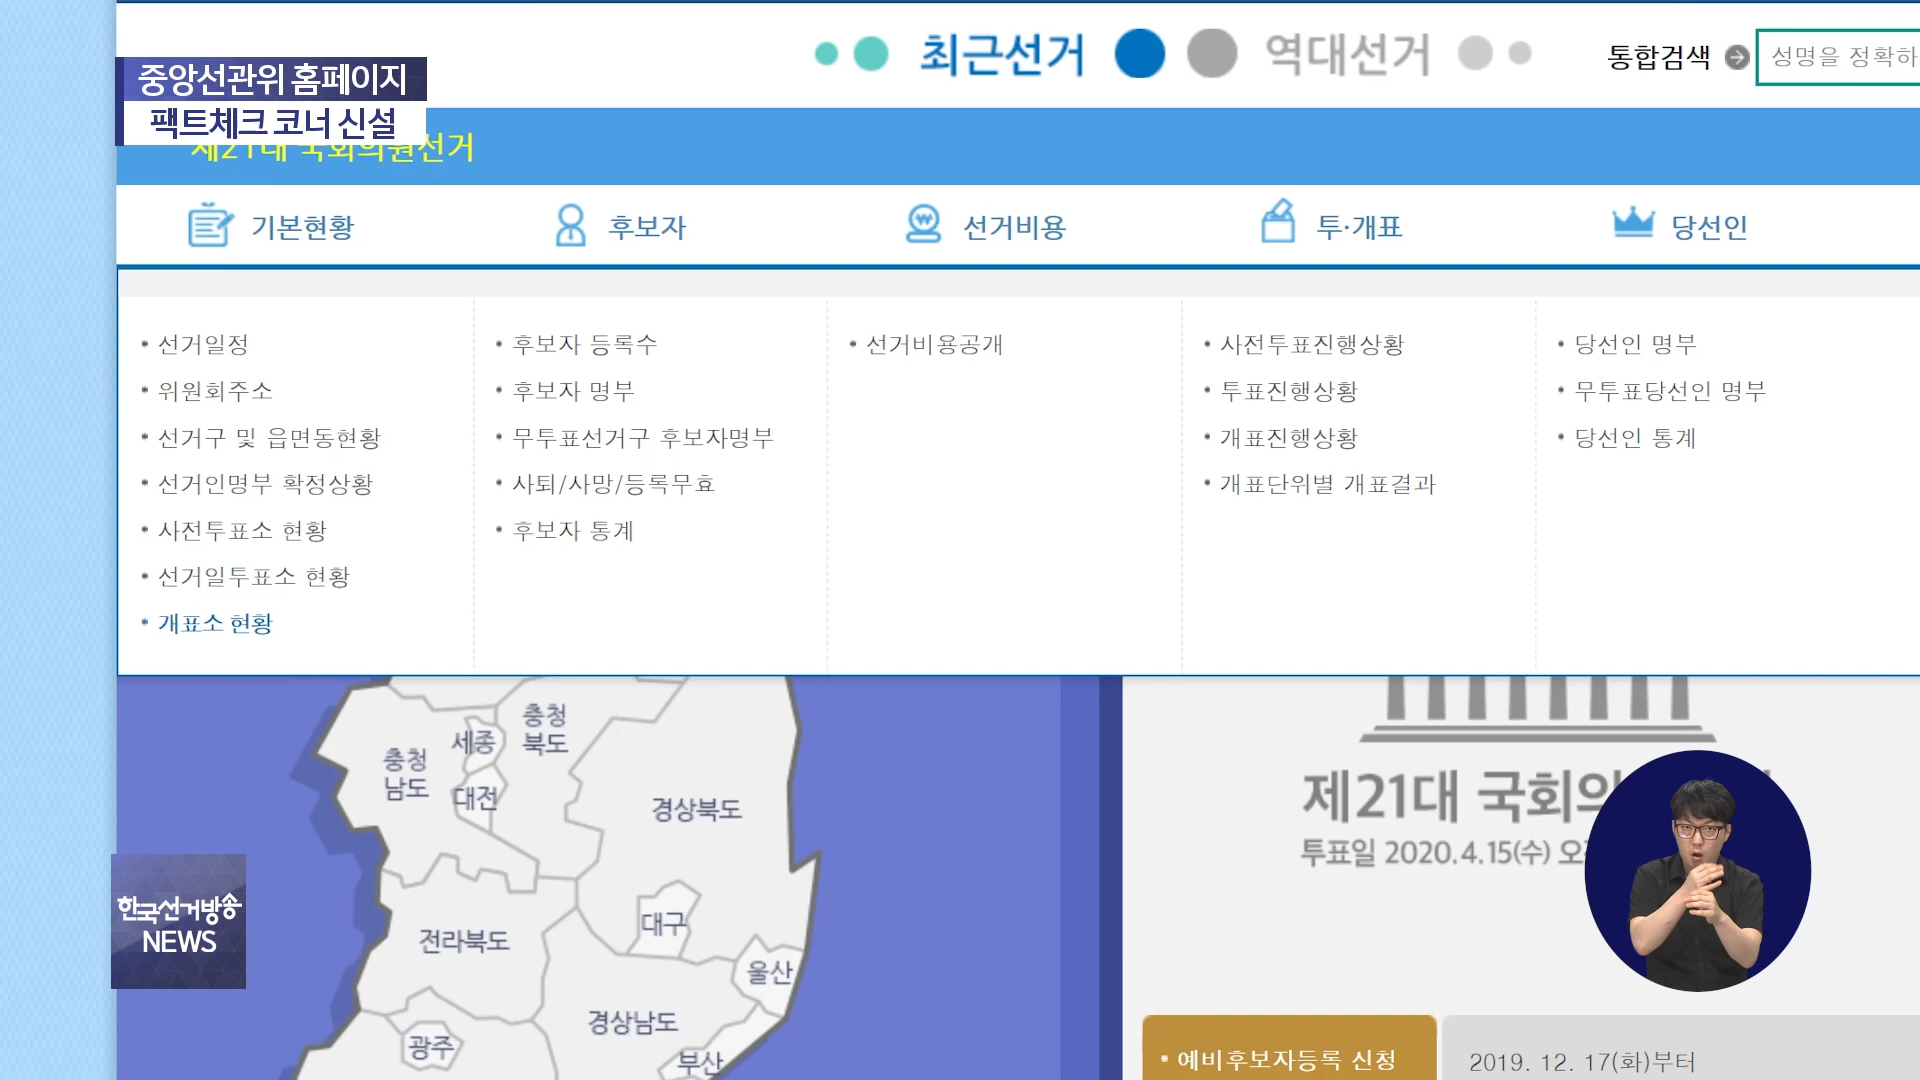 최근선거
역대선거
통합검색
성명을 정확하
중앙선관위 홈페이지
팩트체크 코너 신설
제21대 국회의원선거
기본현황
후보자
선거비용
투·개표
당선인
선거일정
위원회주소
선거구 및 읍면동현황
선거인명부 확정상황
사전투표소 현황
선거일투표소 현황
개표소 현황
후보자 등록수
후보자 명부
무투표선거구 후보자명부
사퇴/사망/등록무효
후보자 통계
선거비용공개
사전투표진행상황
투표진행상황
개표진행상황
개표단위별 개표결과
당선인 명부
무투표당선인 명부
당선인 통계
충청
북도
세종
충청
남도
대전
경상북도
대구
전라북도
울산
경상남도
광주
부산
제21대 국회의
투표일 2020.4.15(수) 오
한국선거방송
NEWS
예비후보자등록 신청
2019. 12. 17(화)부터